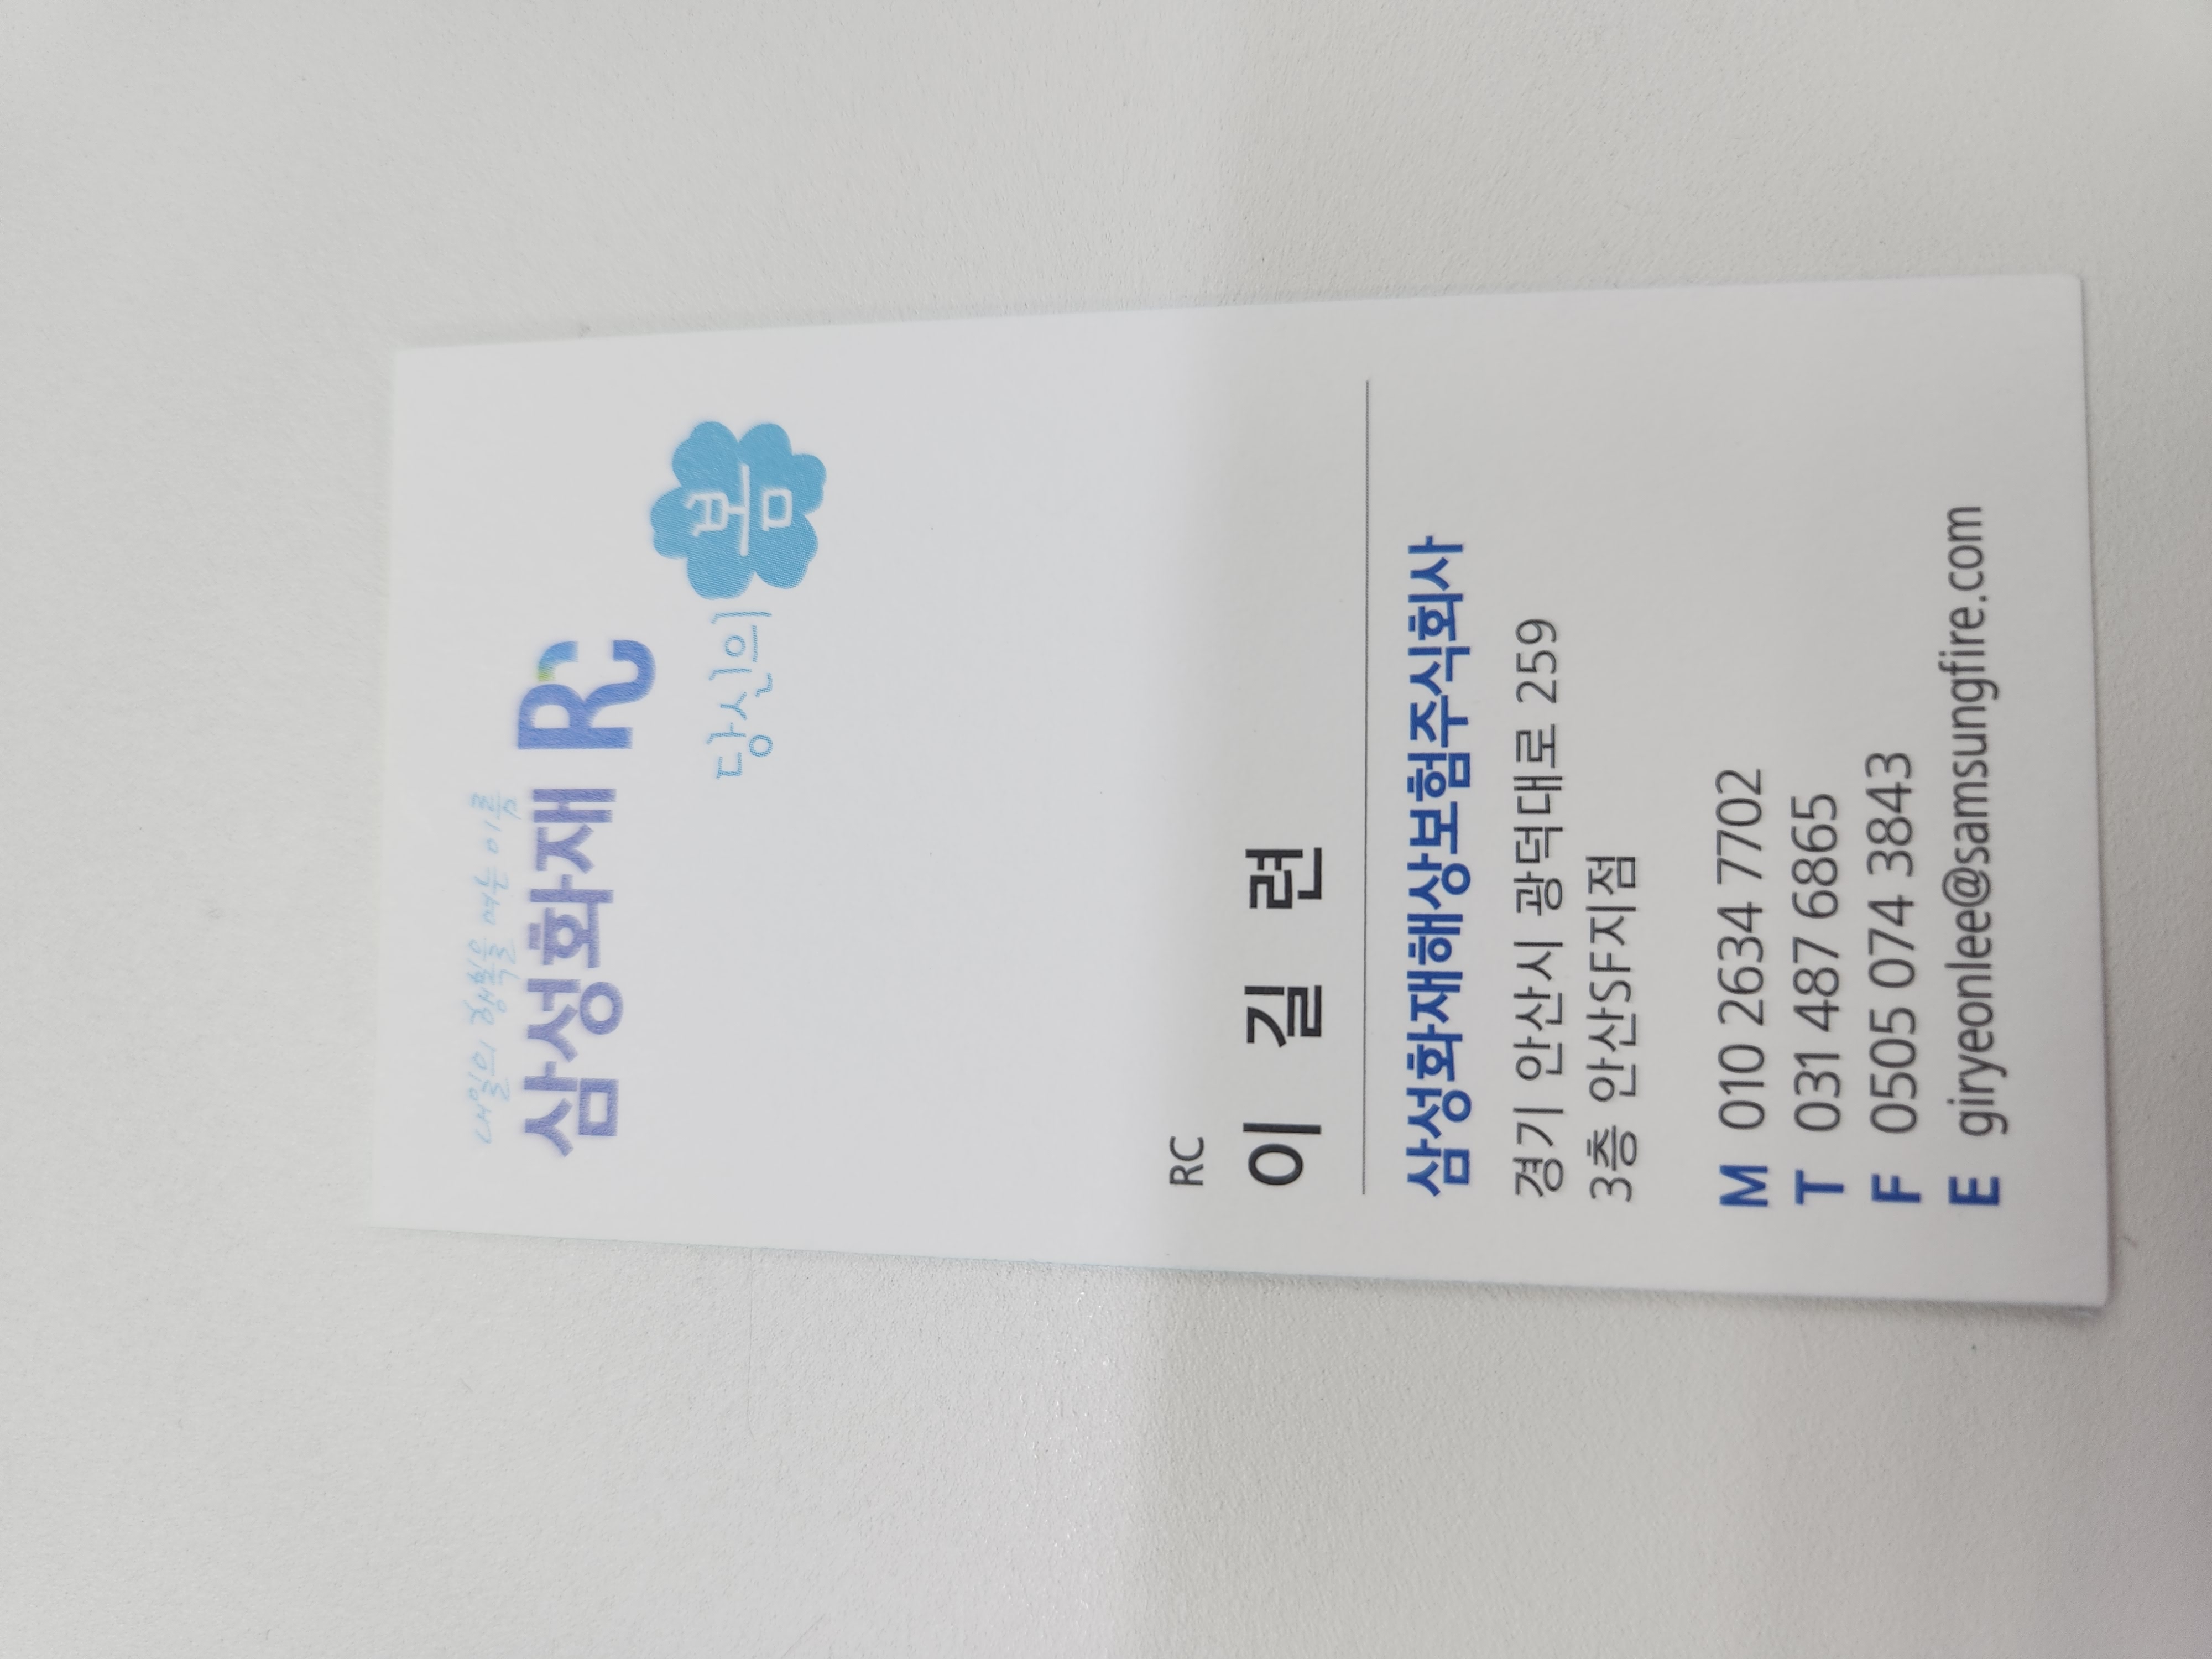 내일의 행복을 여는 이름
삼성화재 RC
당신의 봄
RC
이 길 련
삼성화재해상보험주식회사
경기 안산시 광덕대로 259
3층 안산SF지점
M 010 2634 7702
T 031 487 6865
F 0505 074 3843
E giryeonlee@samsungfire.com